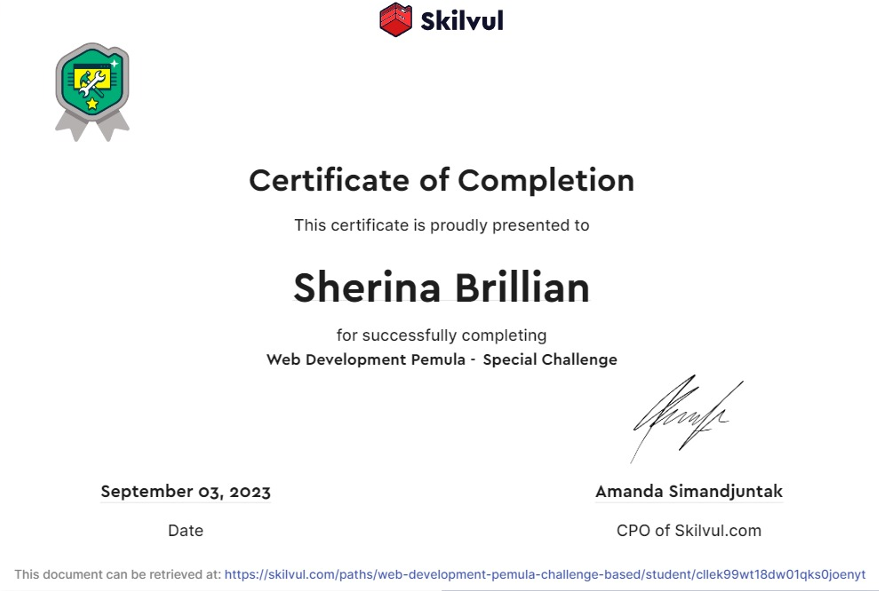 Skilvul
Certificate of Completion
This certificate is proudly presented to
Sherina Brillian
for successfully completing
Web Development Pemula - Special Challenge
September 03, 2023
Amanda Simandjuntak
Date
CPO of Skilvul.com
This document can be retrieved at: https://skilvul.com/paths/web-development-pemula-challenge-based/student/cllek99wt18dw01qks0joenyt